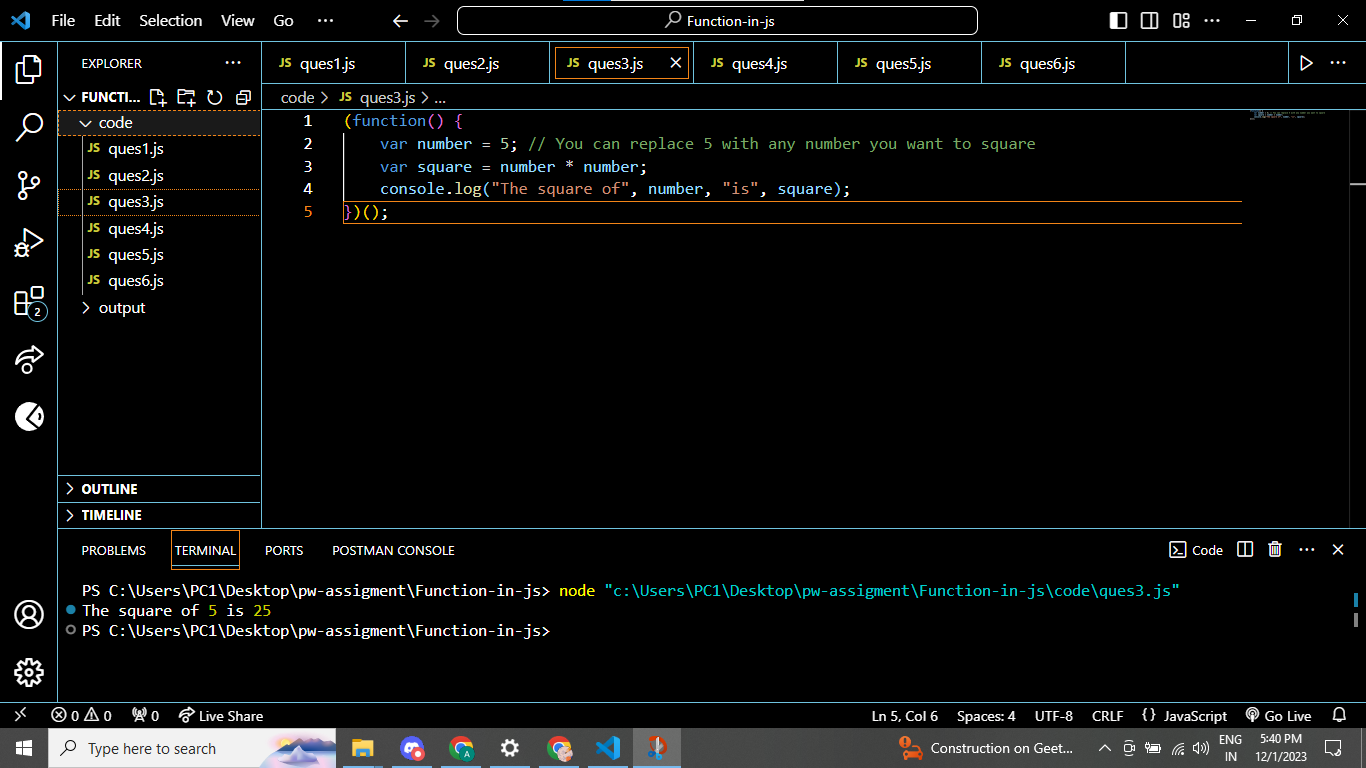 File Edit Selection View Go ··· Function-in-js
EXPLORER ···
ques1.js ques2.js ques3.js ques4.js ques5.js ques6.js
FUNCTI...
code > JS ques3.js > ...
code
JS ques1.js
JS ques2.js
JS ques3.js
JS ques4.js
JS ques5.js
JS ques6.js
output
1 (function() {
2 var number = 5; // You can replace 5 with any number you want to square
3 var square = number * number;
4 console.log("The square of", number, "is", square);
5 })();
2
OUTLINE
TIMELINE
PROBLEMS TERMINAL PORTS POSTMAN CONSOLE Code
PS C:\Users\PC1\Desktop\pw-assigment\Function-in-js> node "c:\Users\PC1\Desktop\pw-assigment\Function-in-js\code\ques3.js"
The square of 5 is 25
PS C:\Users\PC1\Desktop\pw-assigment\Function-in-js>
0 0 0 Live Share Ln 5, Col 6 Spaces: 4 UTF-8 CRLF {} JavaScript Go Live
Type here to search Construction on Geet... ENG IN 5:40 PM 12/1/2023